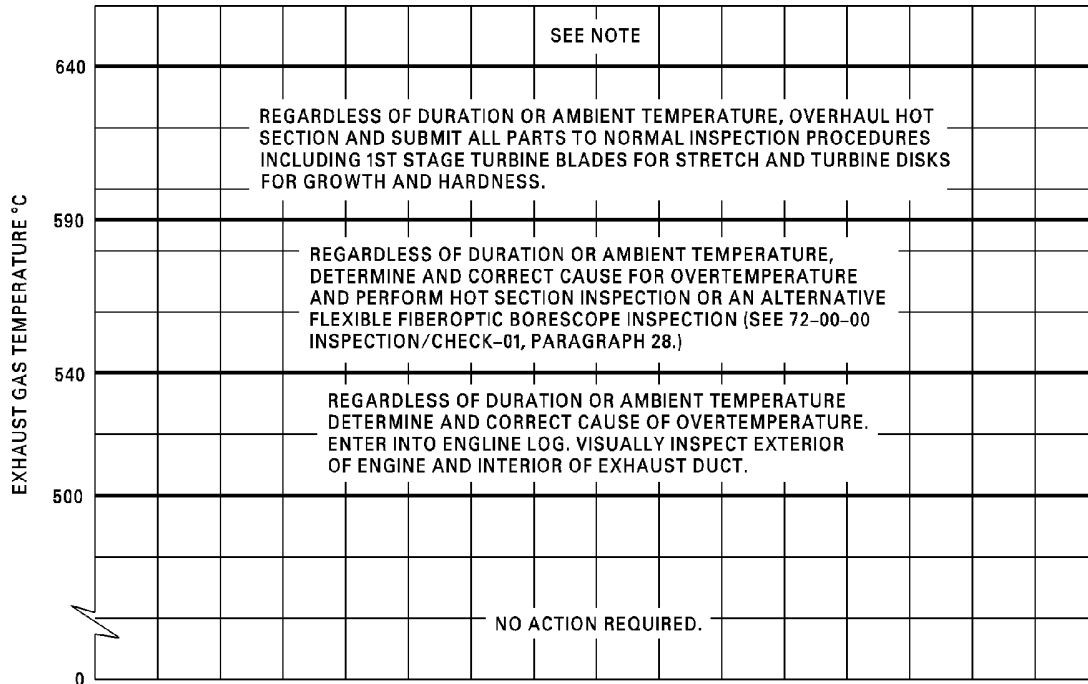 SEE NOTE
640
REGARDLESS OF DURATION OR AMBIENT TEMPERATURE, OVERHAUL HOT
SECTION AND SUBMIT ALL PARTS TO NORMAL INSPECTION PROCEDURES
INCLUDING 1ST STAGE TURBINE BLADES FOR STRETCH AND TURBINE DISKS
FOR GROWTH AND HARDNESS.
EXHAUST GAS TEMPERATURE °C
590
REGARDLESS OF DURATION OR AMBIENT TEMPERATURE,
DETERMINE AND CORRECT CAUSE FOR OVERTEMPERATURE
AND PERFORM HOT SECTION INSPECTION OR AN ALTERNATIVE
FLEXIBLE FIBEROPTIC BORESCOPE INSPECTION (SEE 72-00-00
INSPECTION/CHECK-01, PARAGRAPH 28.)
540
REGARDLESS OF DURATION OR AMBIENT TEMPERATURE
DETERMINE AND CORRECT CAUSE OF OVERTEMPERATURE.
ENTER INTO ENGLINE LOG. VISUALLY INSPECT EXTERIOR
OF ENGINE AND INTERIOR OF EXHAUST DUCT.
500
NO ACTION REQUIRED.
0